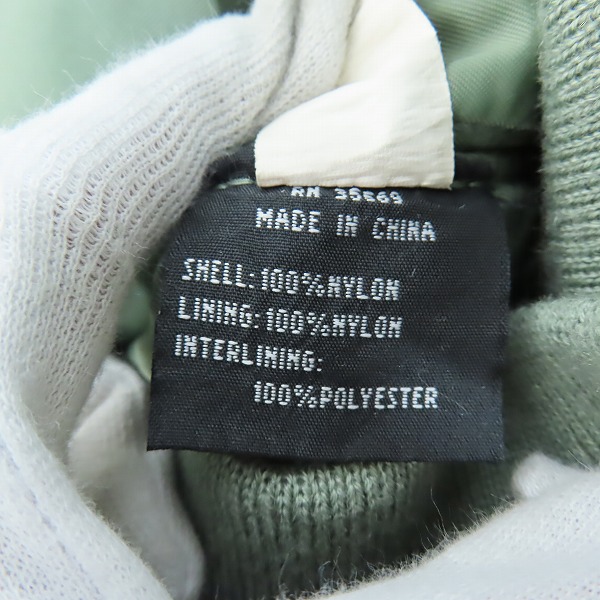 MADE IN CHINA
SHELL:100%NYLON
LINING:100%NYLON
INTERLINING:
100%POLYESTER